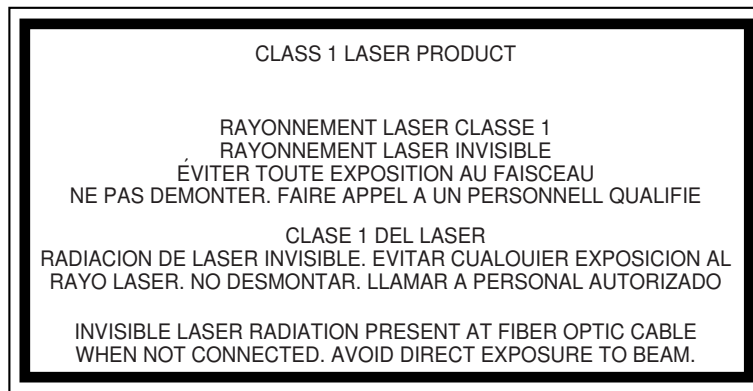 CLASS 1 LASER PRODUCT
RAYONNEMENT LASER CLASSE 1
RAYONNEMENT LASER INVISIBLE
ÉVITER TOUTE EXPOSITION AU FAISCEAU
NE PAS DEMONTER. FAIRE APPEL A UN PERSONNELL QUALIFIE
CLASE 1 DEL LASER
RADIACION DE LASER INVISIBLE. EVITAR CUALOUIER EXPOSICION AL
RAYO LASER. NO DESMONTAR. LLAMAR A PERSONAL AUTORIZADO
INVISIBLE LASER RADIATION PRESENT AT FIBER OPTIC CABLE
WHEN NOT CONNECTED. AVOID DIRECT EXPOSURE TO BEAM.